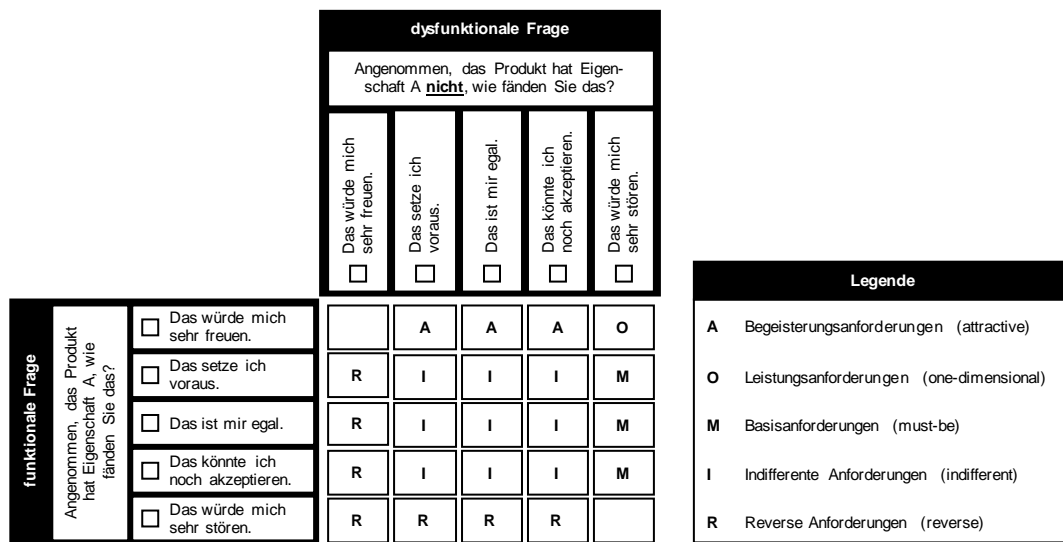 dysfunktionale Frage
Angenommen, das Produkt hat Eigen-
schaft A nicht, wie fänden Sie das?
Das würde mich
sehr freuen.
Das setze ich
voraus.
Das ist mir egal.
Das könnte ich
noch akzeptieren.
Das würde mich
sehr stören.
funktionale Frage
Angenommen, das Produkt
hat Eigenschaft A, wie
fänden Sie das?
Das würde mich
sehr freuen.
A A A O
Das setze ich
voraus.
R I I I M
Das ist mir egal.
R I I I M
Das könnte ich
noch akzeptieren.
R I I I M
Das würde mich
sehr stören.
R R R R
Legende
A Begeisterungsanforderungen (attractive)
O Leistungsanforderungen (one-dimensional)
M Basisanforderungen (must-be)
I Indifferente Anforderungen (indifferent)
R Reverse Anforderungen (reverse)